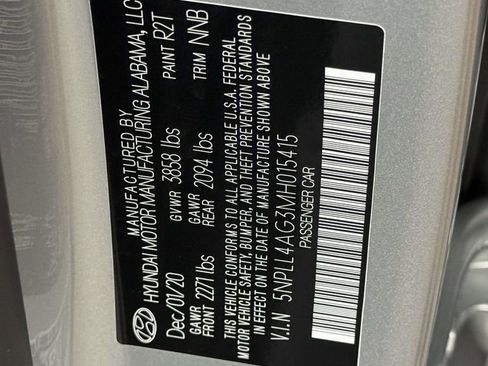 MANUFACTURED BY
HYUNDAI MOTOR MANUFACTURING ALABAMA, LLC
Dec/01/20 GVWR 3858 lbs PAINT R2T
GAWR FRONT 2271 lbs GAWR REAR 2094 lbs TRIM NNB
THIS VEHICLE CONFORMS TO ALL APPLICABLE U.S.A. FEDERAL
MOTOR VEHICLE SAFETY, BUMPER, AND THEFT PREVENTION STANDARDS
IN EFFECT ON THE DATE OF MANUFACTURE SHOWN ABOVE
V.I.N 5NPLL4AG3MH015415
PASSENGER CAR